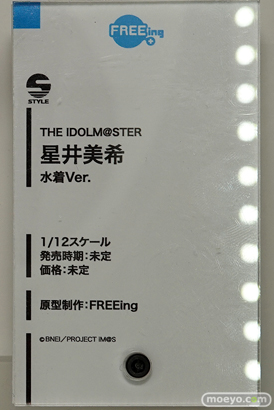 FREEing
S STYLE
THE IDOLM@STER
星井美希
水着Ver.
1/12スケール
発売時期:未定
価格:未定
原型制作:FREEing
©BNEI/PROJECT iM@S
moeyo.com